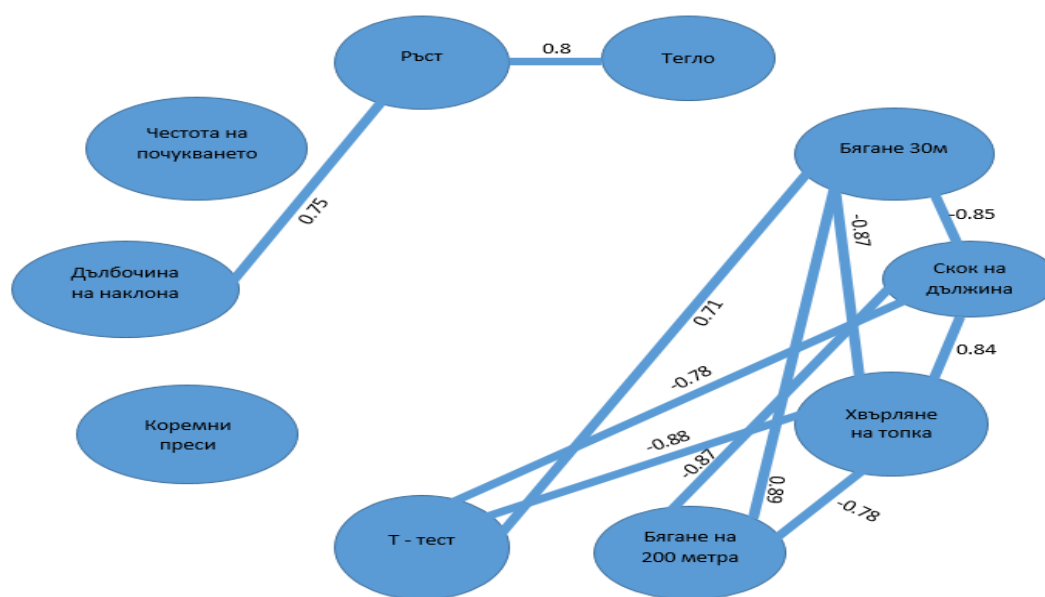 Ръст
0.8
Тегло
Честота на
почукването
Бягане 30м
0.75
-0.87
-0.85
Дълбочина
на наклона
Скок на
дължина
0.71
0.84
-0.78
Коремни
преси
Хвърляне
на топка
-0.88
-0.87
0.89
-0.78
Т - тест
Бягане на
200 метра